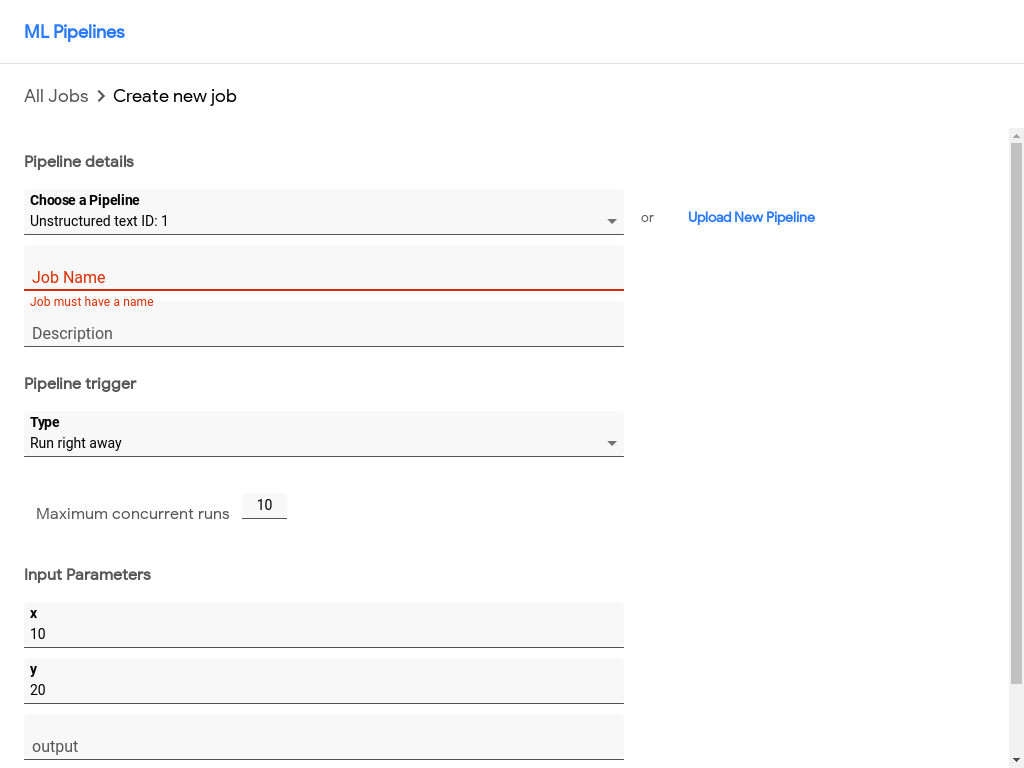 ML Pipelines
All Jobs > Create new job
Pipeline details
Choose a Pipeline
Unstructured text ID: 1
or Upload New Pipeline
Job Name
Job must have a name
Description
Pipeline trigger
Type
Run right away
Maximum concurrent runs 10
Input Parameters
x
10
y
20
output